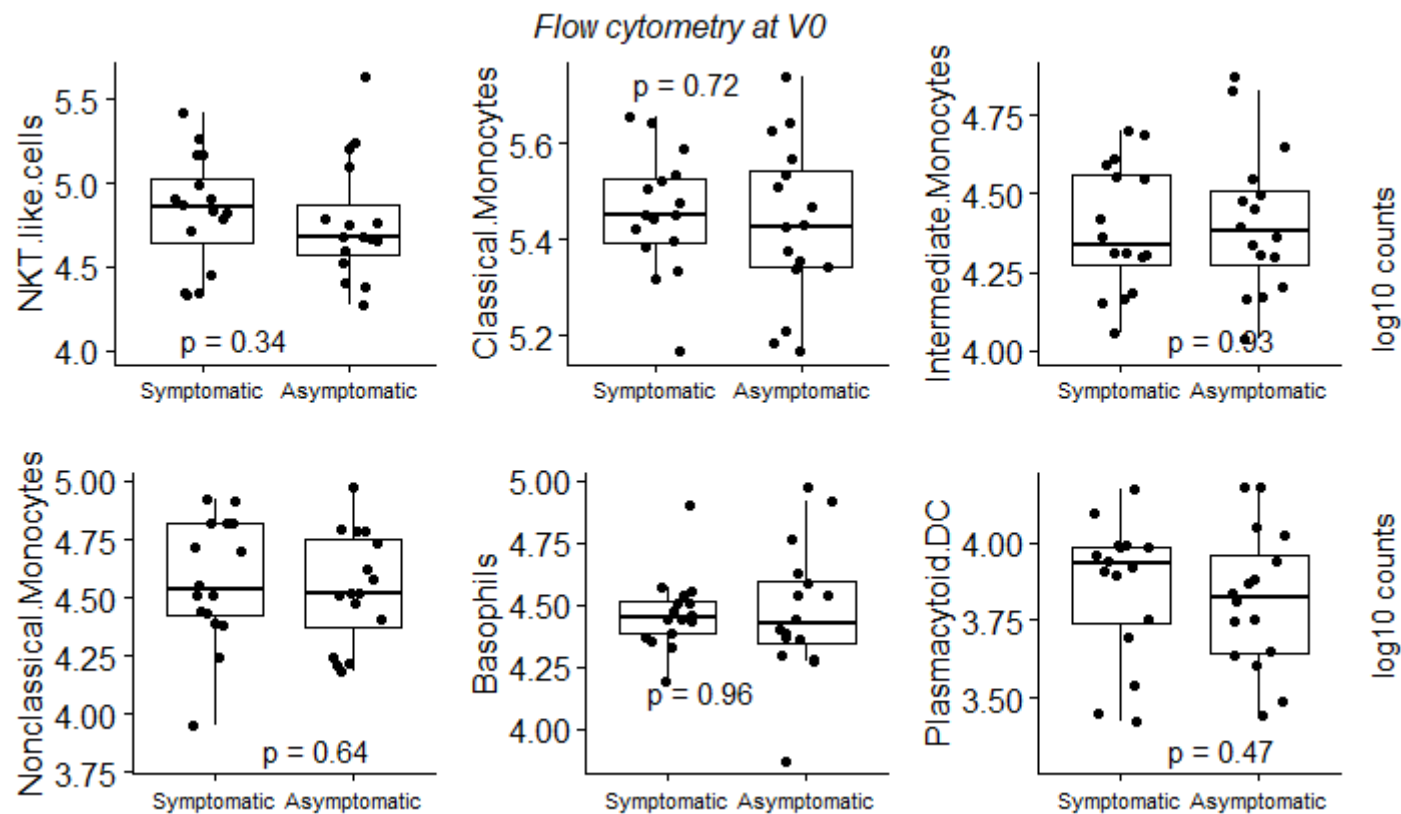 Flow cytometry at V0
NKT.like.cells
5.5
5.0
4.5
4.0
p = 0.34
Symptomatic Asymptomatic
Classical.Monocytes
5.6
5.4
5.2
p = 0.72
Symptomatic Asymptomatic
Intermediate.Monocytes
4.75
4.50
4.25
4.00
p = 0.93
Symptomatic Asymptomatic
log10 counts
Nonclassical.Monocytes
5.00
4.75
4.50
4.25
4.00
3.75
p = 0.64
Symptomatic Asymptomatic
Basophils
5.00
4.75
4.50
4.25
4.00
p = 0.96
Symptomatic Asymptomatic
Plasmacytoid.DC
4.00
3.75
3.50
p = 0.47
Symptomatic Asymptomatic
log10 counts